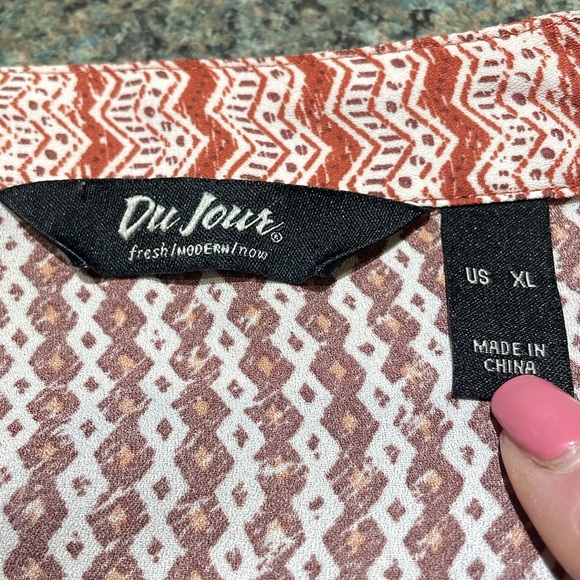 Du Jour®
fresh/MODERN/now
US XL
MADE IN
CHINA